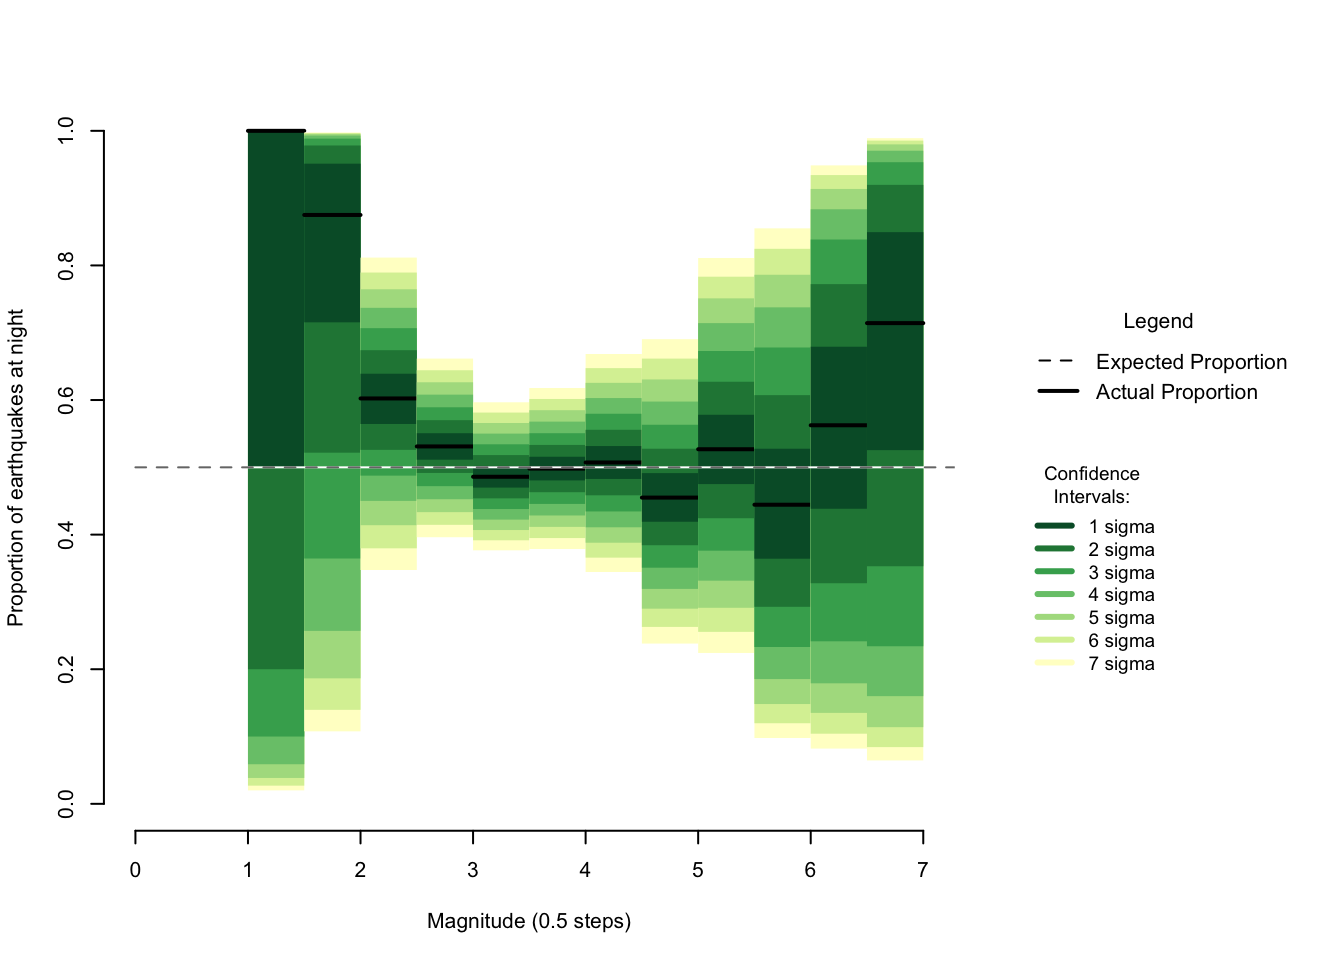 Proportion of earthquakes at night
1.0
0.8
0.6
0.4
0.2
0.0
0 1 2 3 4 5 6 7
Magnitude (0.5 steps)
Legend
Expected Proportion
Actual Proportion
Confidence
Intervals:
1 sigma
2 sigma
3 sigma
4 sigma
5 sigma
6 sigma
7 sigma